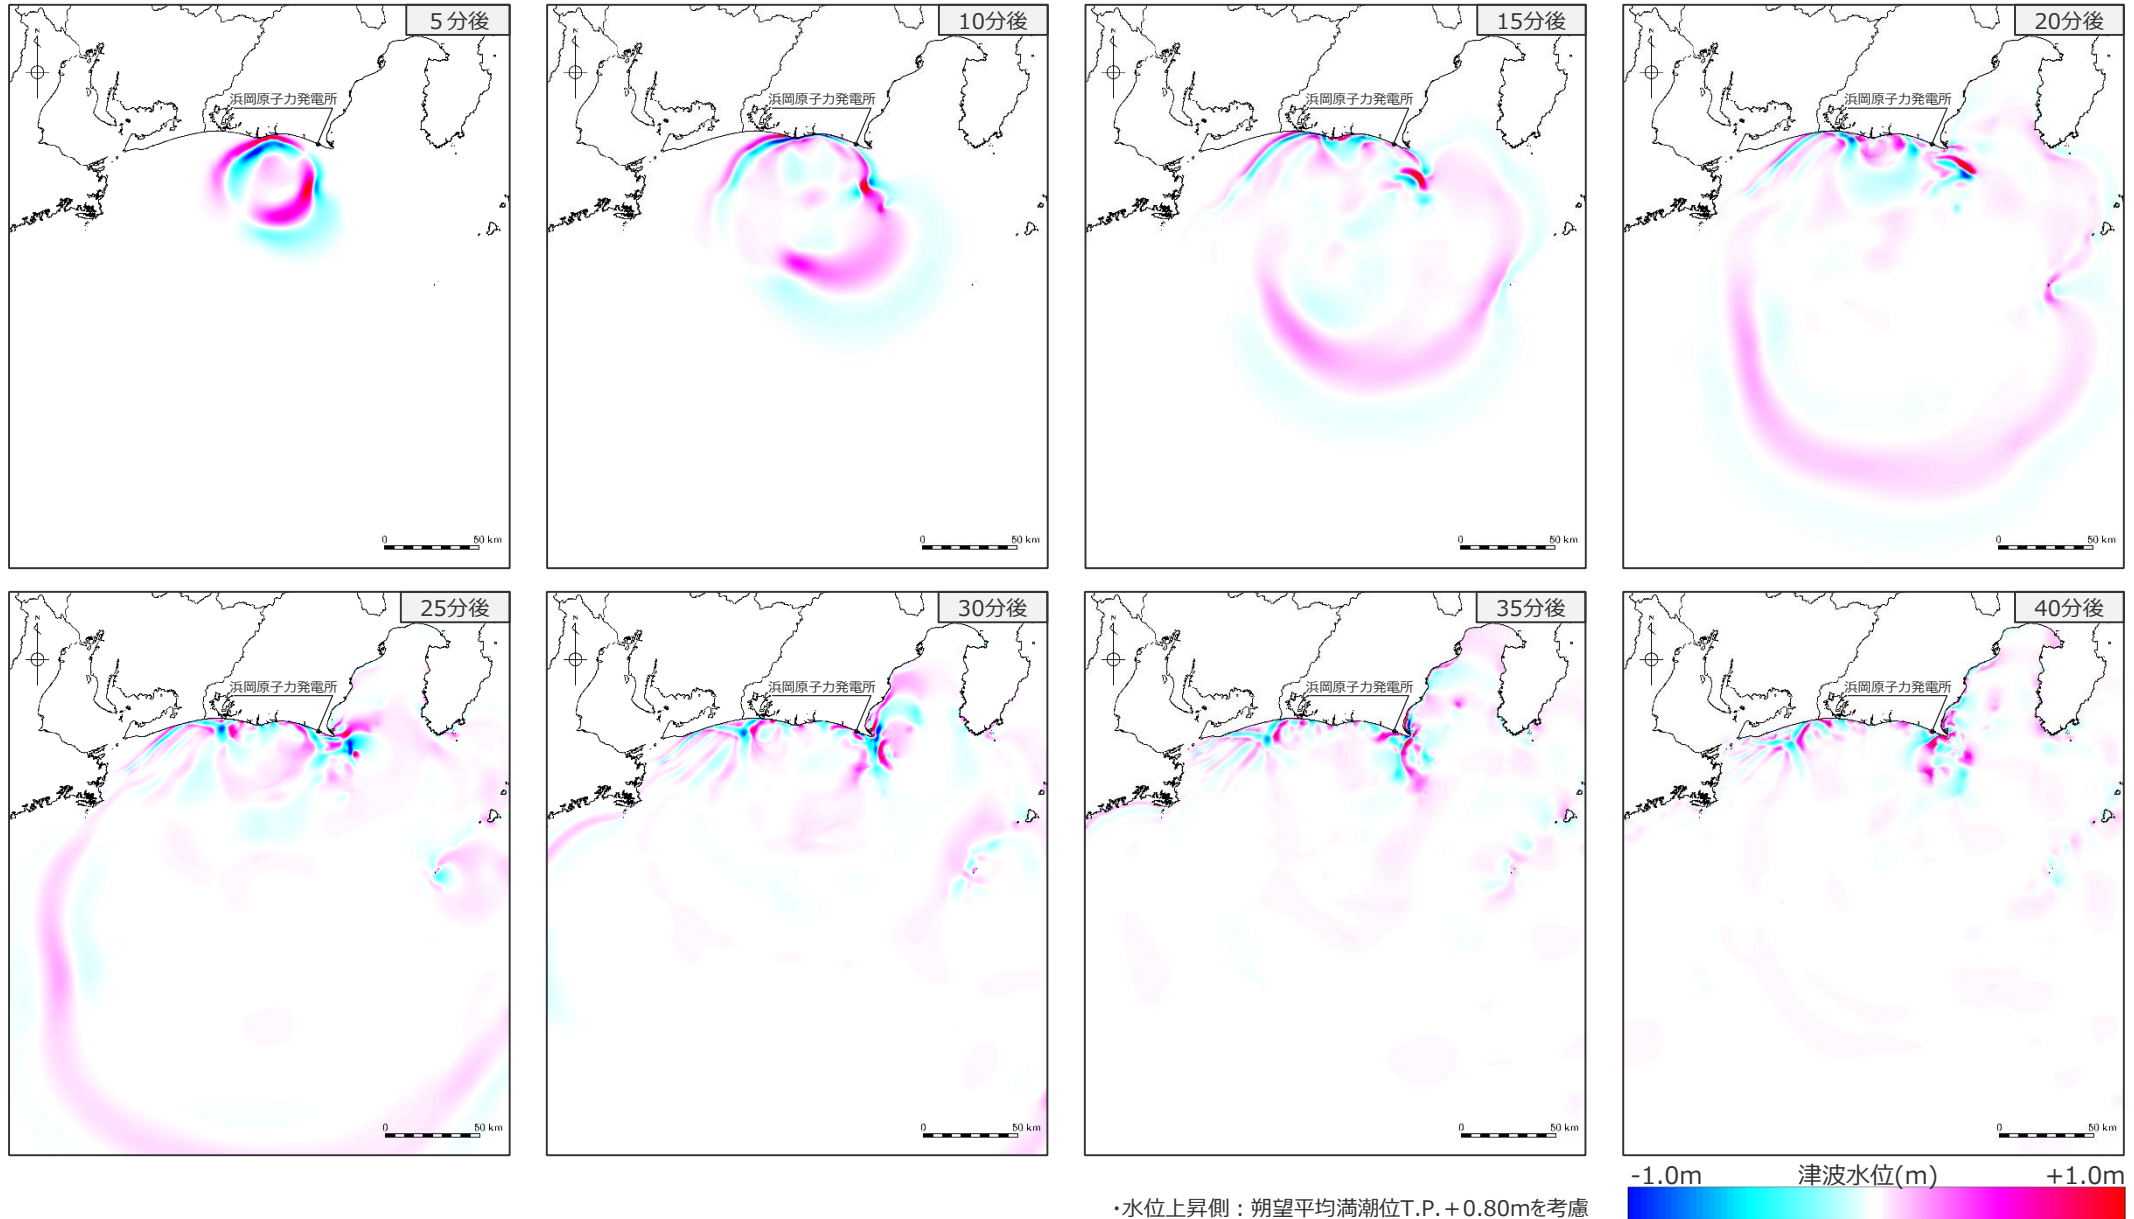 5分後
10分後
15分後
20分後
N
N
N
N
浜岡原子力発電所
浜岡原子力発電所
浜岡原子力発電所
浜岡原子力発電所
0 50 km
0 50 km
0 50 km
0 50 km
25分後
30分後
35分後
40分後
N
N
N
N
浜岡原子力発電所
浜岡原子力発電所
浜岡原子力発電所
浜岡原子力発電所
0 50 km
0 50 km
0 50 km
0 50 km
-1.0m 津波水位(m) +1.0m
・水位上昇側：朔望平均満潮位T.P.＋0.80mを考慮